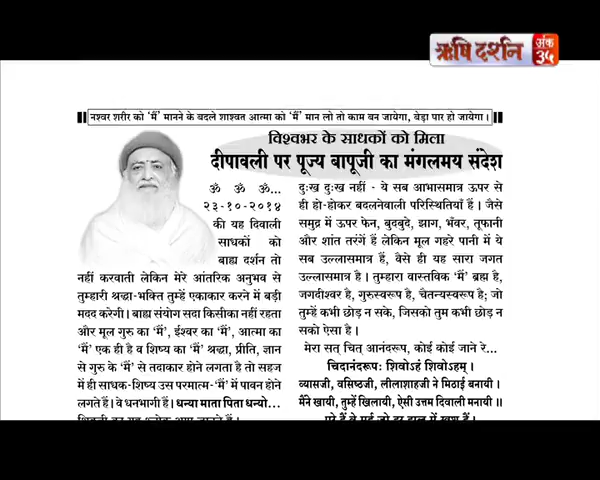 ऋषि दर्शन
अंक
३५
नश्वर शरीर को 'मैं' मानने के बदले शाश्वत आत्मा को 'मैं' मान लो तो काम बन जायेगा, बेड़ा पार हो जायेगा।
विश्वभर के साधकों को मिला
दीपावली पर पूज्य बापूजी का मंगलमय संदेश
ॐ ॐ ॐ...
२३-१०-२०१४
की यह दिवाली
साधकों को
बाह्य दर्शन तो
नहीं करवाती लेकिन मेरे आंतरिक अनुभव से
तुम्हारी श्रद्धा-भक्ति तुम्हें एकाकार करने में बड़ी
मदद करेगी। बाह्य संयोग सदा किसीका नहीं रहता
और मूल गुरु का 'मैं', ईश्वर का 'मैं', आत्मा का
'मैं' एक ही है व शिष्य का 'मैं' श्रद्धा, प्रीति, ज्ञान
से गुरु के 'मैं' से तदाकार होने लगता है तो सहज
में ही साधक-शिष्य उस परमात्म-'मैं' में पावन होने
लगते हैं। वे धनभागी हैं। धन्या माता पिता धन्यो...
दुःख दुःख नहीं - ये सब आभासमात्र ऊपर से
ही हो-होकर बदलनेवाली परिस्थितियाँ हैं। जैसे
समुद्र में ऊपर फेन, बुदबुदे, झाग, भँवर, तूफानी
और शांत तरंगें हैं लेकिन मूल गहरे पानी में ये
सब उल्लासमात्र हैं, वैसे ही यह सारा जगत
उल्लासमात्र है। तुम्हारा वास्तविक 'मैं' ब्रह्म है,
जगदीश्वर है, गुरुस्वरूप है, चैतन्यस्वरूप है; जो
तुम्हें कभी छोड़ न सके, जिसको तुम कभी छोड़ न
सको ऐसा है।
मेरा सत् चित् आनंदरूप, कोई कोई जाने रे...
चिदानंदरूपः शिवोऽहं शिवोऽहम्।
व्यासजी, वसिष्ठजी, लीलाशाहजी ने मिठाई बनायी।
मैंने खायी, तुम्हें खिलायी, ऐसी उत्तम दिवाली मनायी॥